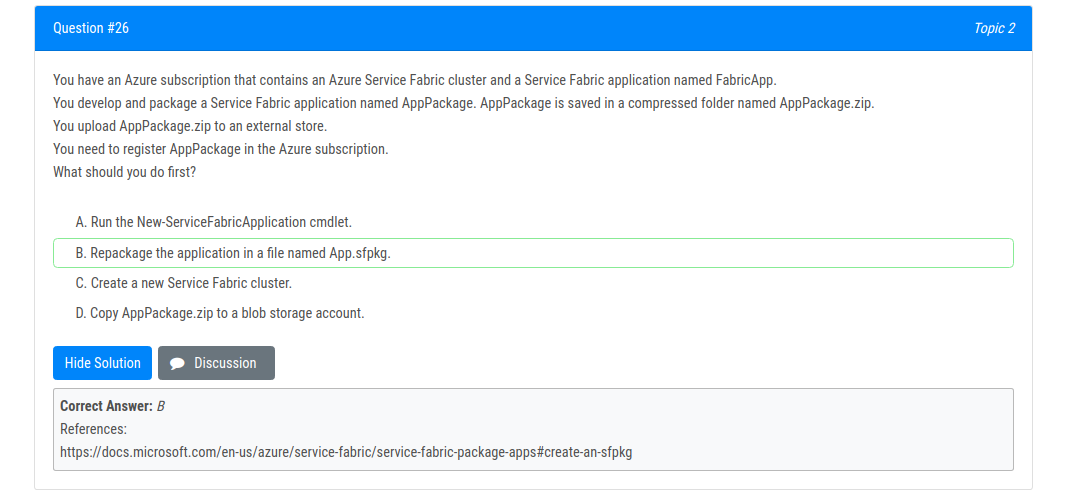 Question #26
Topic 2
You have an Azure subscription that contains an Azure Service Fabric cluster and a Service Fabric application named FabricApp.
You develop and package a Service Fabric application named AppPackage. AppPackage is saved in a compressed folder named AppPackage.zip.
You upload AppPackage.zip to an external store.
You need to register AppPackage in the Azure subscription.
What should you do first?
A. Run the New-ServiceFabricApplication cmdlet.
B. Repackage the application in a file named App.sfpkg.
C. Create a new Service Fabric cluster.
D. Copy AppPackage.zip to a blob storage account.
Hide Solution
Discussion
Correct Answer: B
References:
https://docs.microsoft.com/en-us/azure/service-fabric/service-fabric-package-apps#create-an-sfpkg